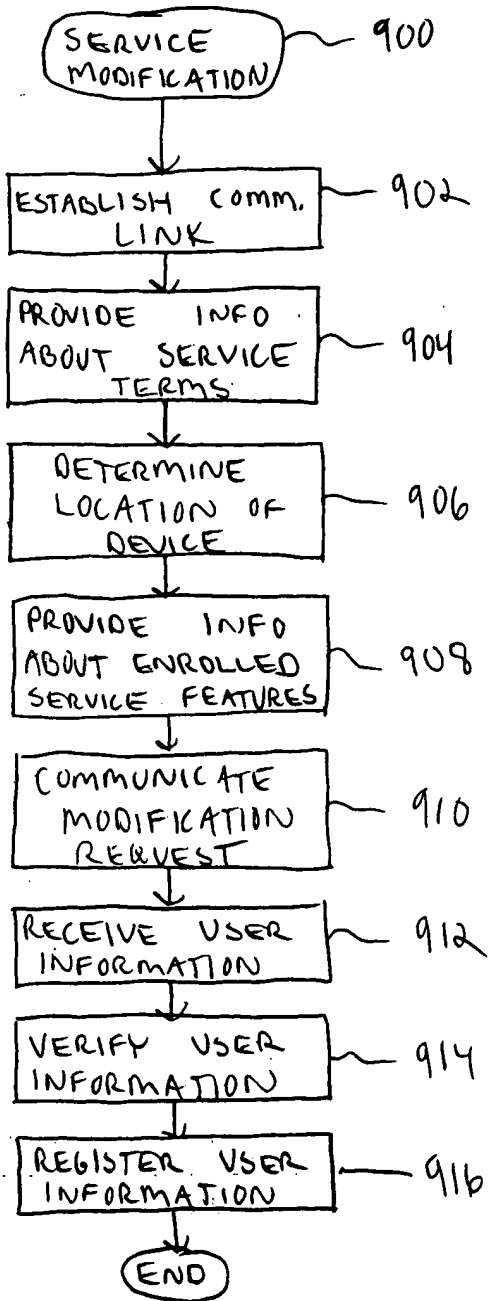 SERVICE
MODIFICATION
900
ESTABLISH COMM.
LINK
902
PROVIDE INFO
ABOUT SERVICE
TERMS
904
DETERMINE
LOCATION OF
DEVICE
906
PROVIDE INFO
ABOUT ENROLLED
SERVICE FEATURES
908
COMMUNICATE
MODIFICATION
REQUEST
910
RECEIVE USER
INFORMATION
912
VERIFY USER
INFORMATION
914
REGISTER USER
INFORMATION
916
END